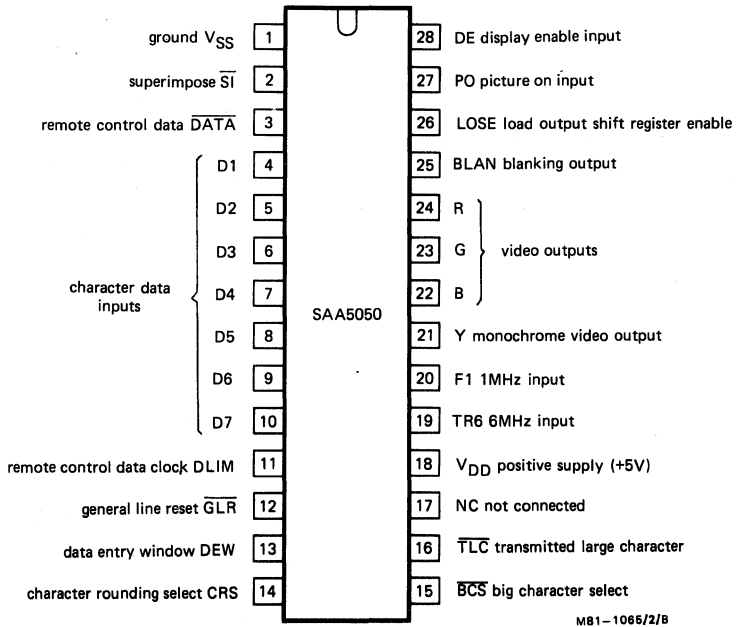 ground VSS 1
superimpose S̅I̅ 2
remote control data D̅A̅T̅A̅ 3
D1 4
D2 5
D3 6
D4 7
character data
inputs
D5 8
D6 9
D7 10
remote control data clock DLIM 11
general line reset G̅L̅R̅ 12
data entry window DEW 13
character rounding select CRS 14
SAA5050
28 DE display enable input
27 PO picture on input
26 LOSE load output shift register enable
25 BLAN blanking output
24 R
23 G video outputs
22 B
21 Y monochrome video output
20 F1 1MHz input
19 TR6 6MHz input
18 VDD positive supply (+5V)
17 NC not connected
16 T̅L̅C̅ transmitted large character
15 B̅C̅S̅ big character select
M81-1065/2/B